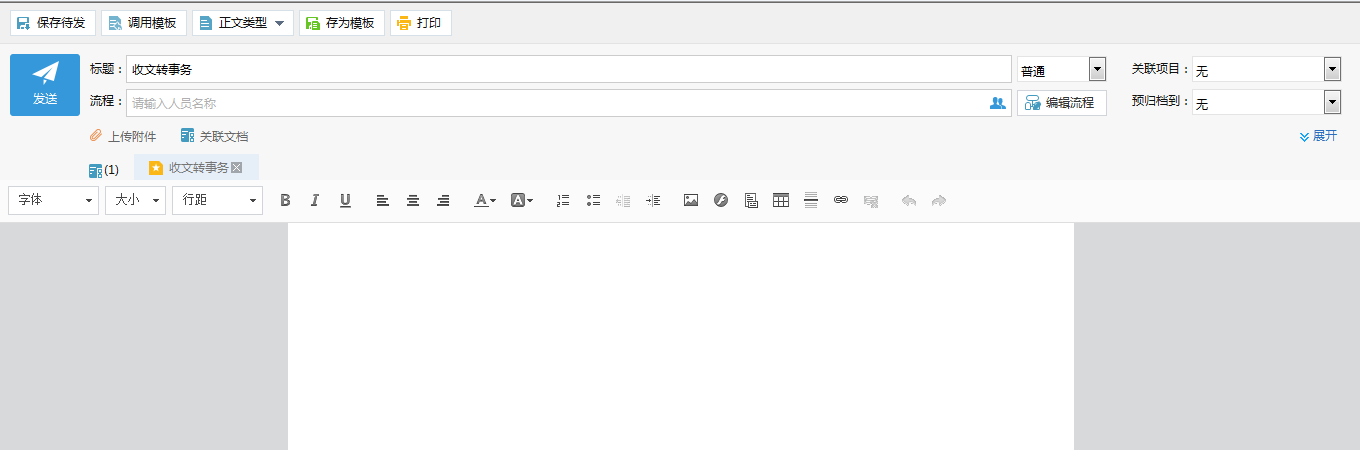 保存待发 调用模板 正文类型 存为模板 打印
发送
标题： 收文转事务 普通 关联项目： 无
流程： 请输入人员名称 编辑流程 预归档到： 无
上传附件 关联文档 展开
(1) 收文转事务
字体 大小 行距 B I U A A